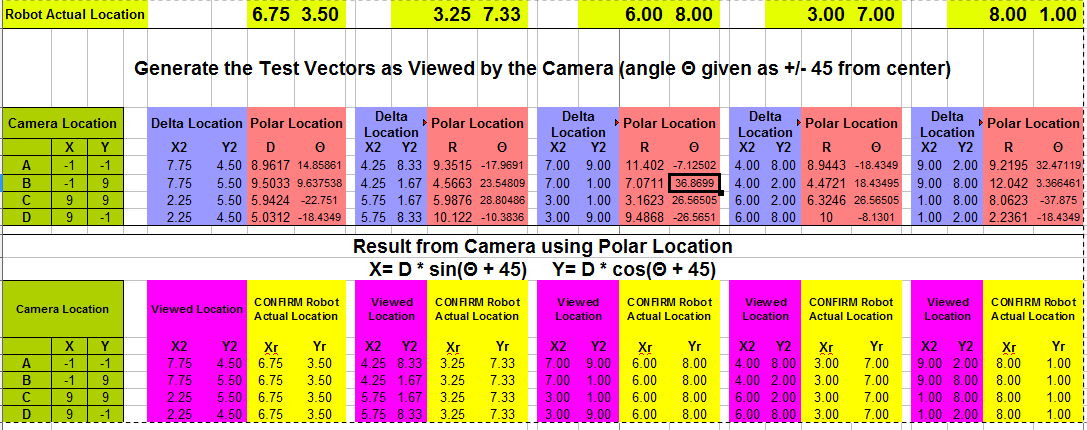 Robot Actual Location 6.75 3.50 3.25 7.33 6.00 8.00 3.00 7.00 8.00 1.00
Generate the Test Vectors as Viewed by the Camera (angle Θ given as +/- 45 from center)
Camera Location Delta Location Polar Location Delta Location Polar Location Delta Location Polar Location Delta Location Polar Location Delta Location Polar Location
X Y X2 Y2 D Θ X2 Y2 R Θ X2 Y2 R Θ X2 Y2 R Θ X2 Y2 R Θ
A -1 -1 7.75 4.50 8.9617 14.85861 4.25 8.33 9.3515 -17.9691 7.00 9.00 11.402 -7.12502 4.00 8.00 8.9443 -18.4349 9.00 2.00 9.2195 32.47119
B -1 9 7.75 5.50 9.5033 9.637538 4.25 1.67 4.5663 23.54809 7.00 1.00 7.0711 36.8699 4.00 2.00 4.4721 18.43495 9.00 8.00 12.042 3.366461
C 9 9 2.25 5.50 5.9424 -22.751 5.75 1.67 5.9876 28.80486 3.00 1.00 3.1623 26.56505 6.00 2.00 6.3246 26.56505 1.00 8.00 8.0623 -37.875
D 9 -1 2.25 4.50 5.0312 -18.4349 5.75 8.33 10.122 -10.3836 3.00 9.00 9.4868 -26.5651 6.00 8.00 10 -8.1301 1.00 2.00 2.2361 -18.4349
Result from Camera using Polar Location
X= D * sin(Θ + 45) Y= D * cos(Θ + 45)
Camera Location Viewed Location CONFIRM Robot Actual Location Viewed Location CONFIRM Robot Actual Location Viewed Location CONFIRM Robot Actual Location Viewed Location CONFIRM Robot Actual Location Viewed Location CONFIRM Robot Actual Location
X Y X2 Y2 Xr Yr X2 Y2 Xr Yr X2 Y2 Xr Yr X2 Y2 Xr Yr X2 Y2 Xr Yr
A -1 -1 7.75 4.50 6.75 3.50 4.25 8.33 3.25 7.33 7.00 9.00 6.00 8.00 4.00 8.00 3.00 7.00 9.00 2.00 8.00 1.00
B -1 9 7.75 5.50 6.75 3.50 4.25 1.67 3.25 7.33 7.00 1.00 6.00 8.00 4.00 2.00 3.00 7.00 9.00 8.00 8.00 1.00
C 9 9 2.25 5.50 6.75 3.50 5.75 1.67 3.25 7.33 3.00 1.00 6.00 8.00 6.00 2.00 3.00 7.00 1.00 8.00 8.00 1.00
D 9 -1 2.25 4.50 6.75 3.50 5.75 8.33 3.25 7.33 3.00 9.00 6.00 8.00 6.00 8.00 3.00 7.00 1.00 2.00 8.00 1.00